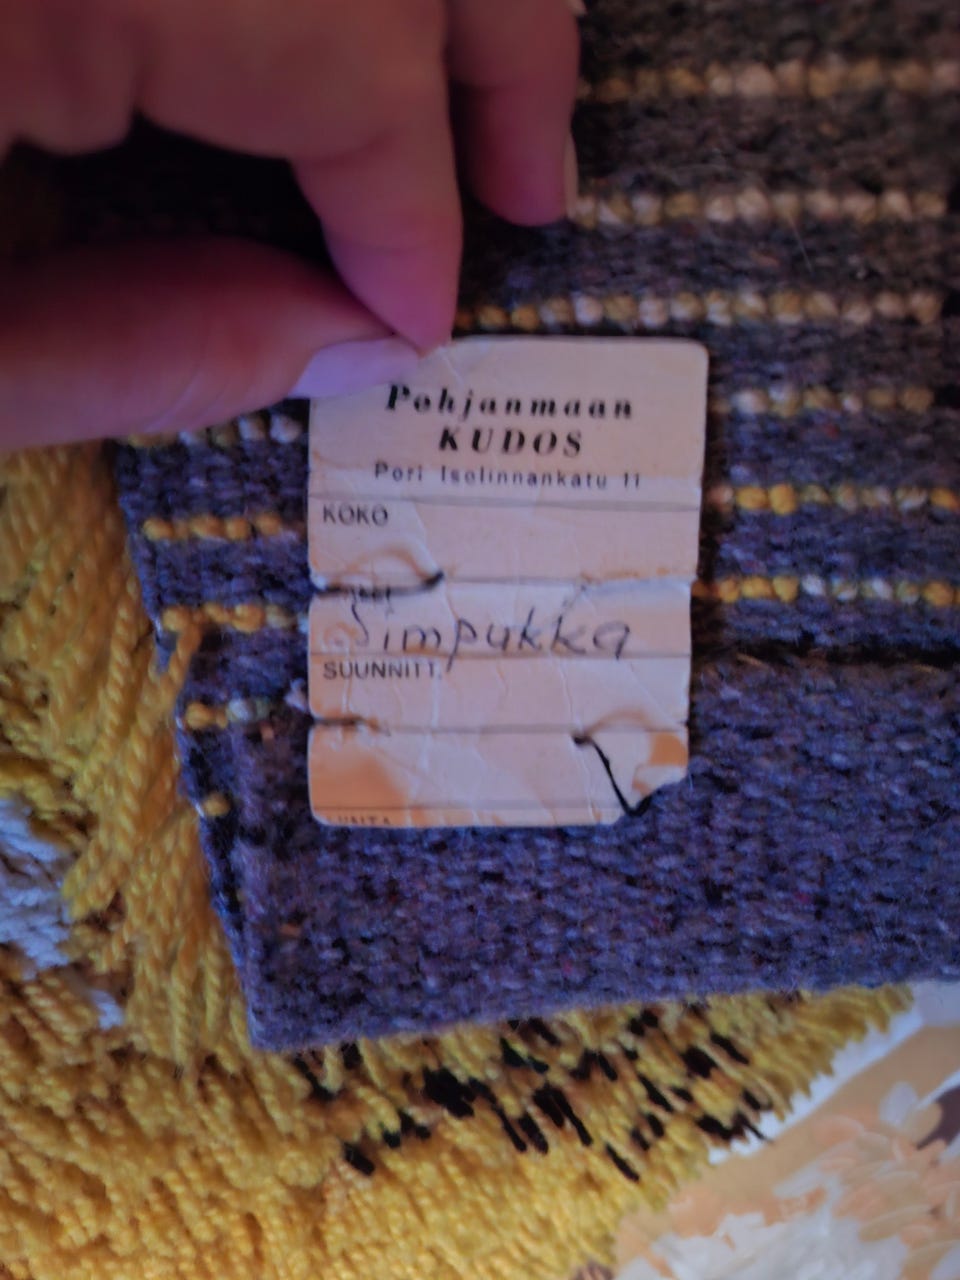 Pohjanmaan
KUDOS
Pori Isolinnankatu 11
KOKO
Simpukka
SUUNNITT.